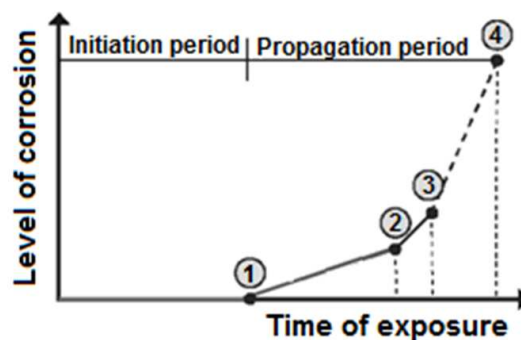 Level of corrosion
Initiation period
Propagation period
4
3
2
1
Time of exposure